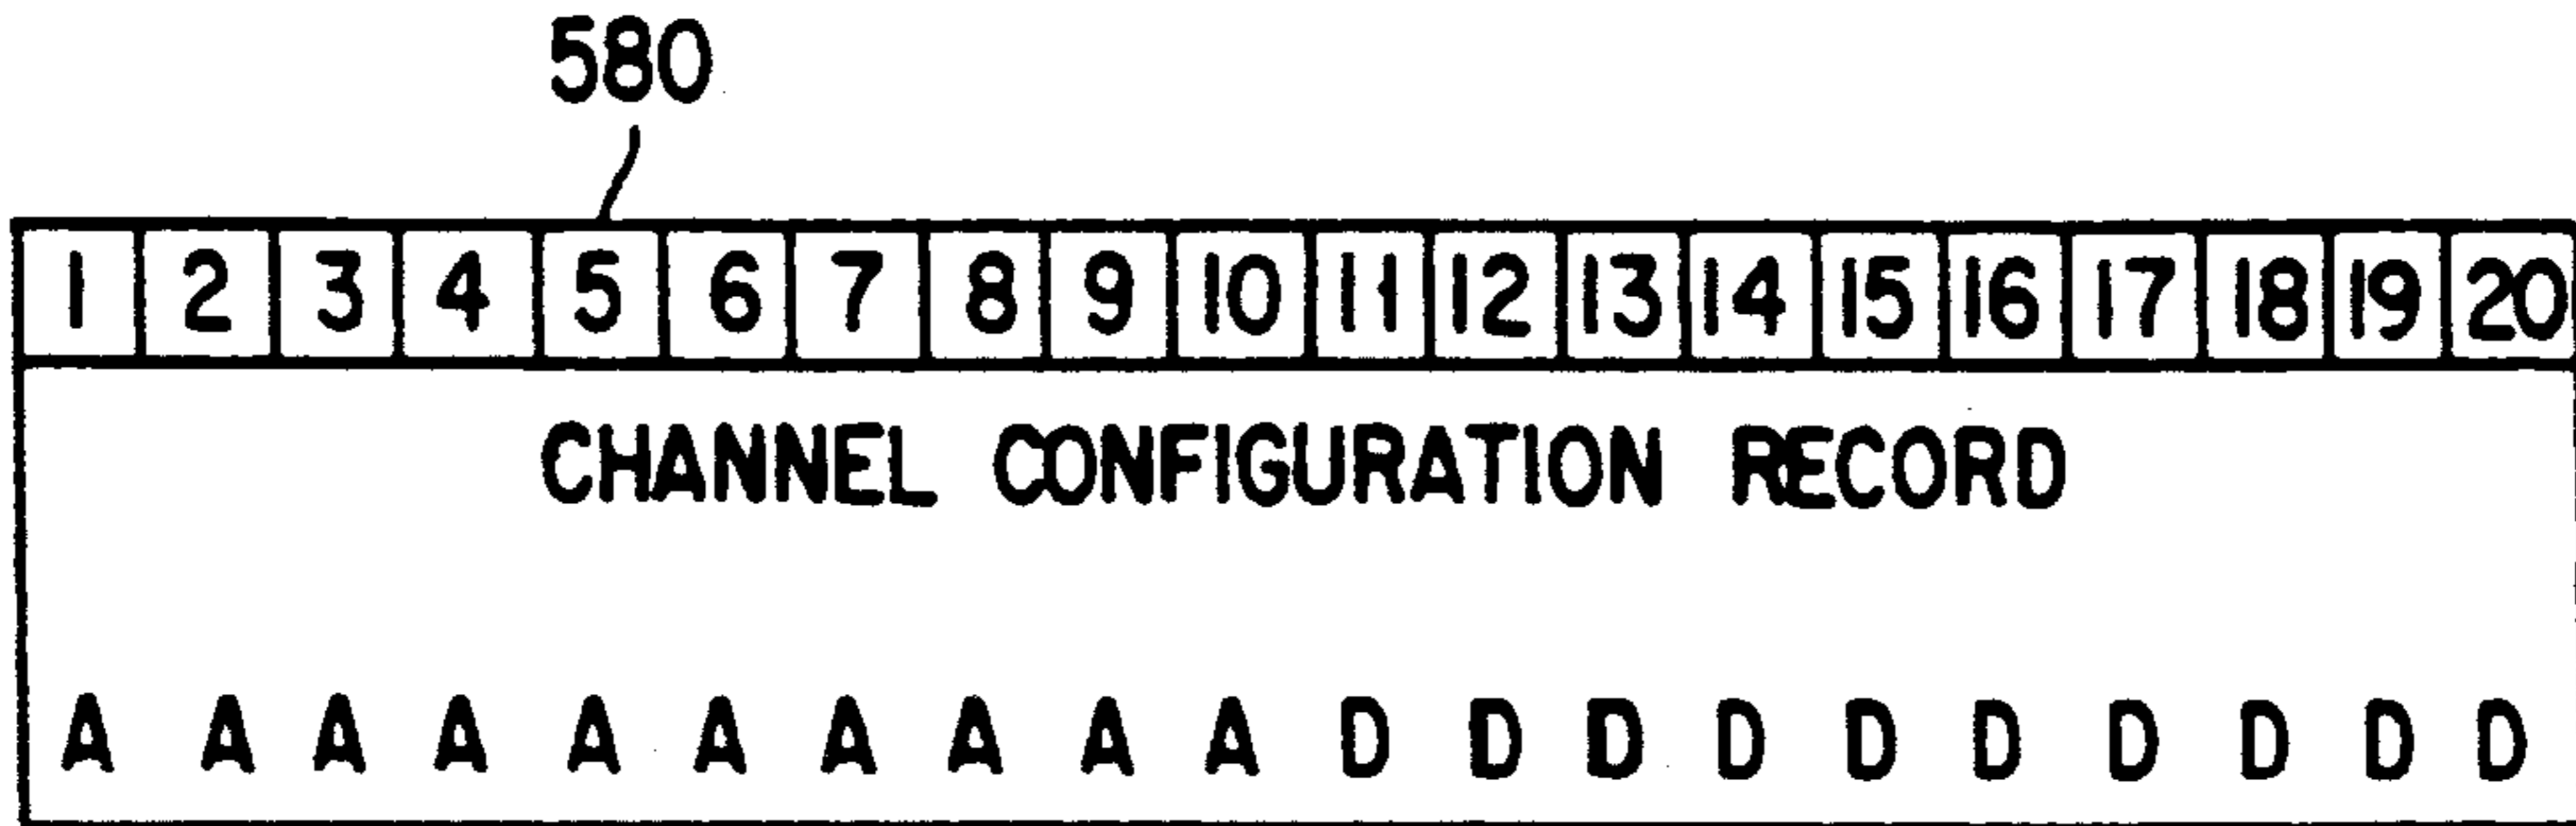 580
1 2 3 4 5 6 7 8 9 10 11 12 13 14 15 16 17 18 19 20
CHANNEL CONFIGURATION RECORD
A A A A A A A A A A D D D D D D D D D D